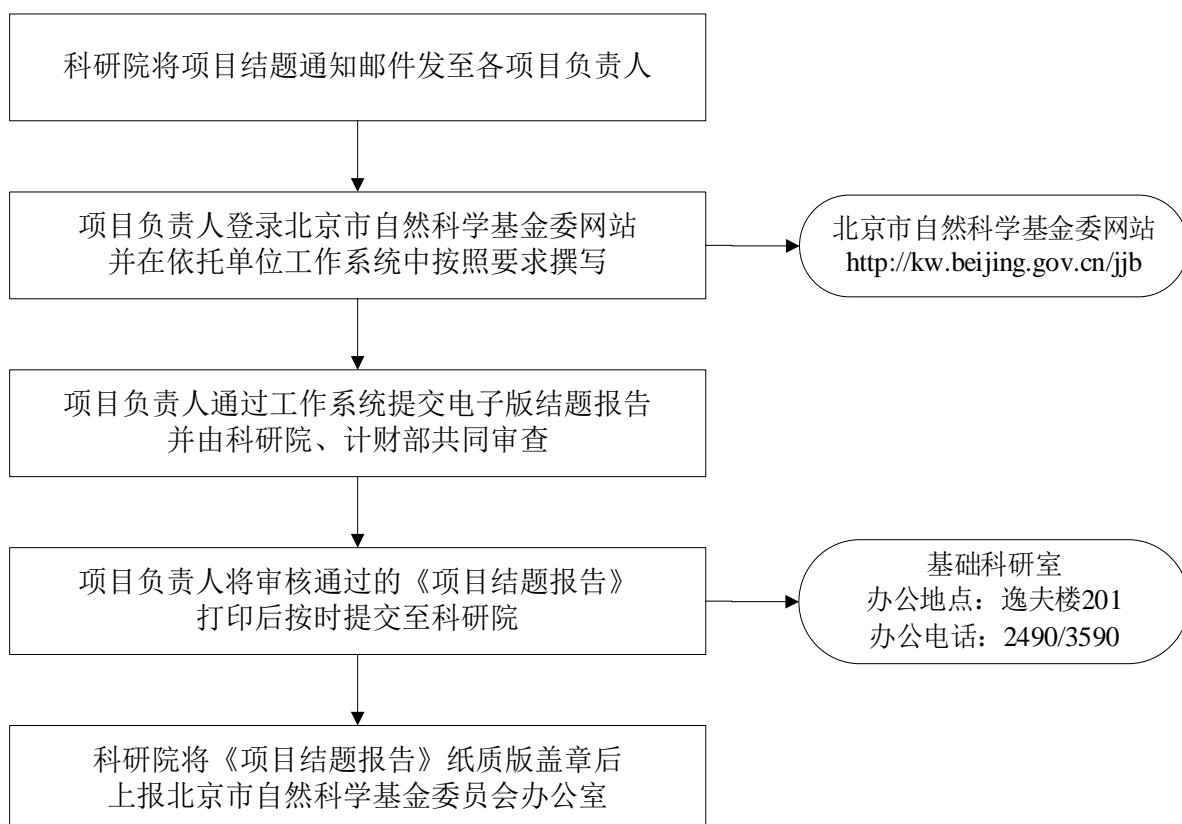 科研院将项目结题通知邮件发至各项目负责人
项目负责人登录北京市自然科学基金委网站
并在依托单位工作系统中按照要求撰写
北京市自然科学基金委网站
http://kw.beijing.gov.cn/jjb
项目负责人通过工作系统提交电子版结题报告
并由科研院、计财部共同审查
项目负责人将审核通过的《项目结题报告》
打印后按时提交至科研院
基础科研室
办公地点：逸夫楼201
办公电话：2490/3590
科研院将《项目结题报告》纸质版盖章后
上报北京市自然科学基金委员会办公室